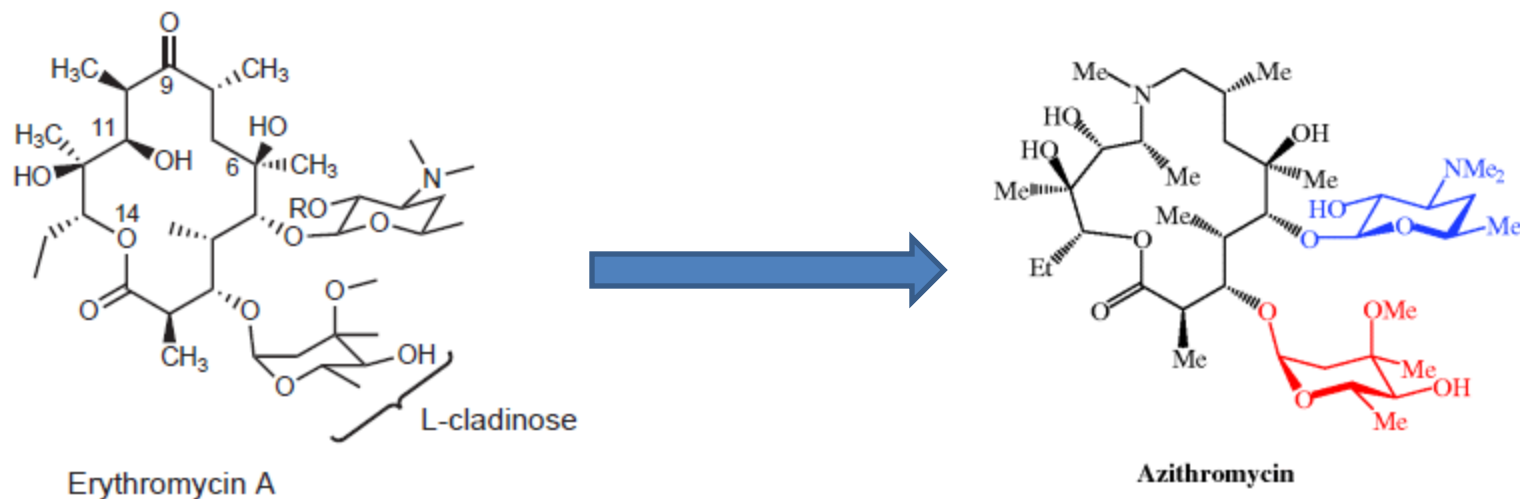 O
H3C
9
CH3
11
HO
H3C
OH
6
CH3
HO
N
RO
14
O
O
O
O
O
O
CH3
O
OH
L-cladinose
Erythromycin A
Me
N
Me
HO
HO
OH
Me
Me
Me
NMe2
HO
Me
O
O
Me
Et
O
O
O
OMe
Me
Me
O
OH
Me
Azithromycin